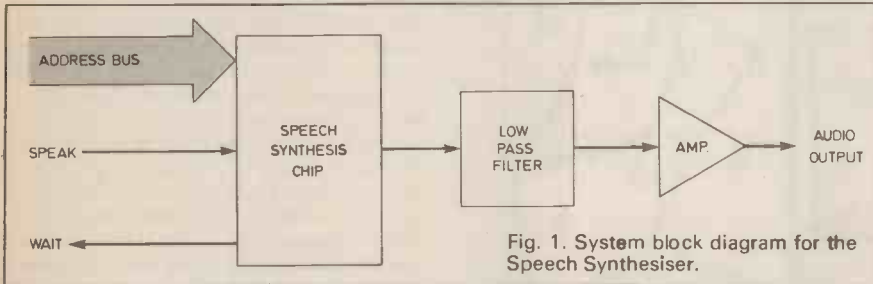 ADDRESS BUS
SPEAK
WAIT
SPEECH
SYNTHESIS
CHIP
LOW
PASS
FILTER
AMP.
AUDIO
OUTPUT
Fig. 1. System block diagram for the
Speech Synthesiser.